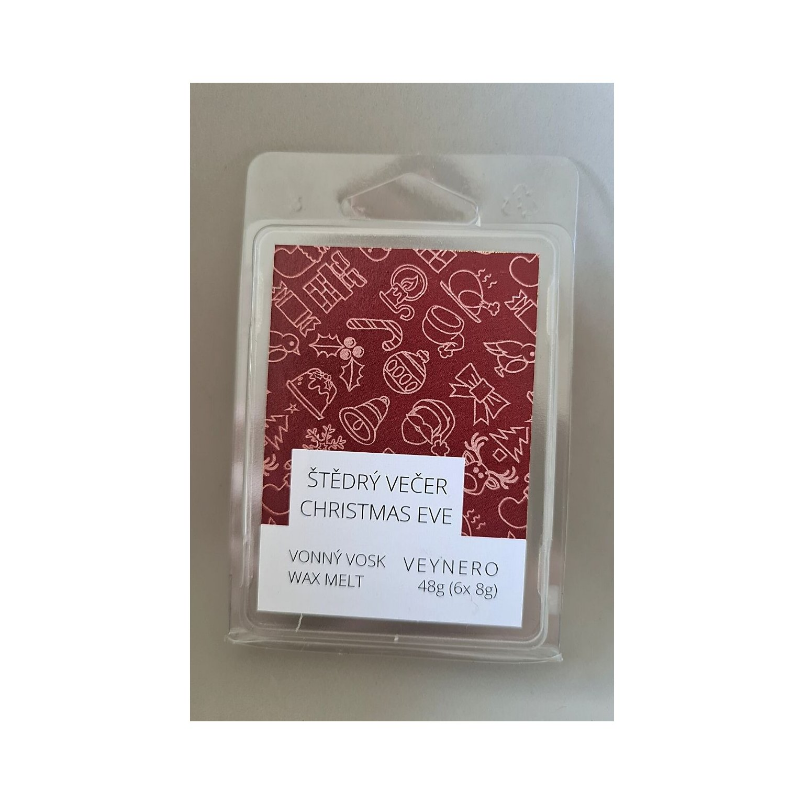 ŠTĚDRÝ VEČER
CHRISTMAS EVE
VONNÝ VOSK
WAX MELT
VEYNERO
48g (6x 8g)